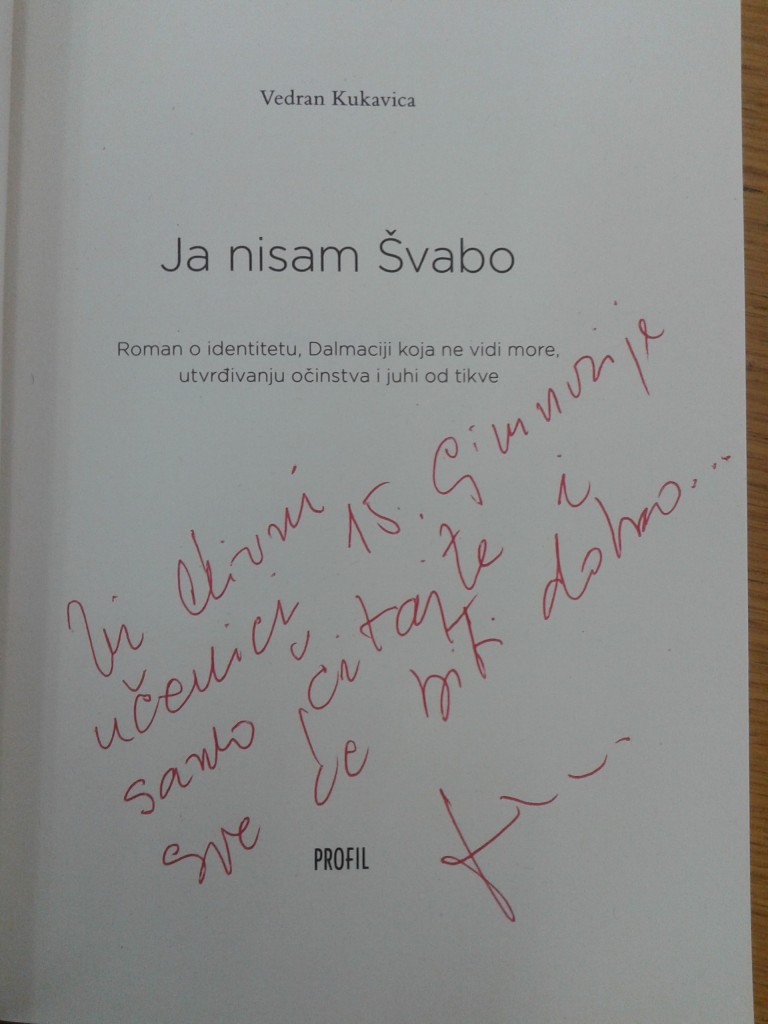 Vedran Kukavica
Ja nisam Švabo
Roman o identitetu, Dalmaciji koja ne vidi more,
utvrđivanju očinstva i juhi od tikve
Vi divni
učenici 15. Gimnazije
samo čitajte i
sve će biti dobro...
PROFIL